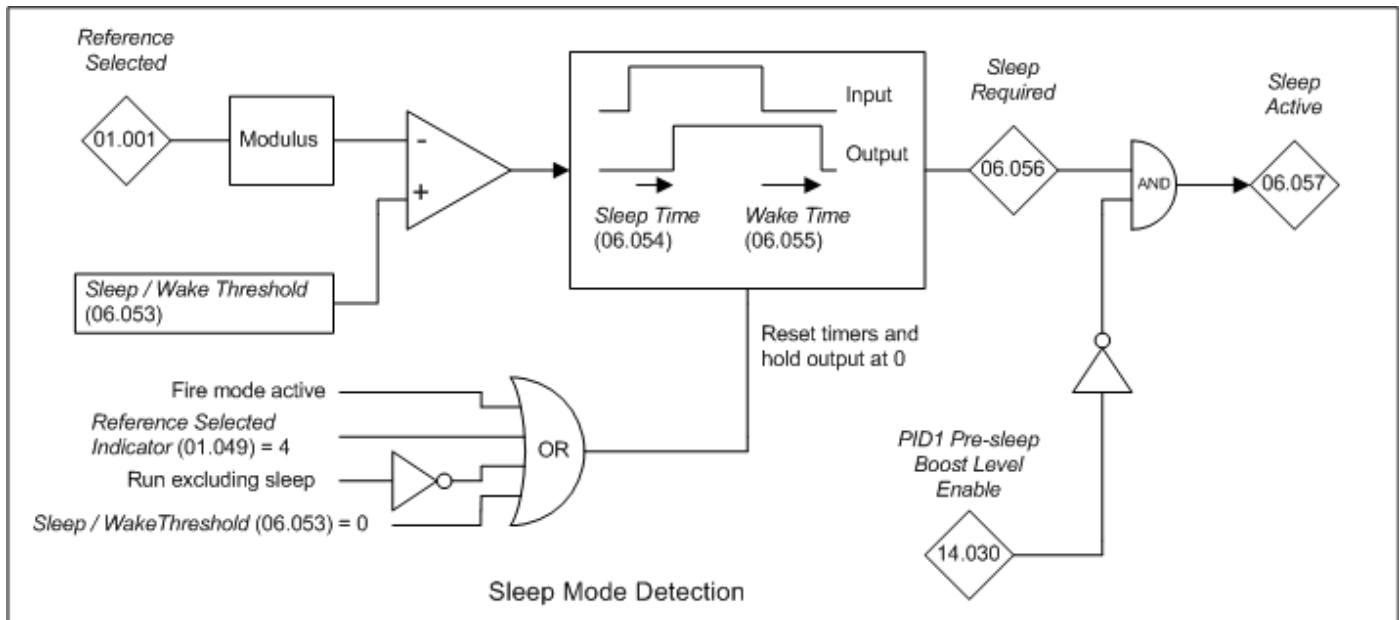 Reference
Selected
01.001
Modulus
-
+
Sleep / Wake Threshold
(06.053)
Input
Output
Sleep Time
(06.054)
Wake Time
(06.055)
Sleep
Required
06.056
AND
Sleep
Active
06.057
Reset timers and
hold output at 0
Fire mode active
Reference Selected
Indicator (01.049) = 4
Run excluding sleep
Sleep / WakeThreshold (06.053) = 0
OR
PID1 Pre-sleep
Boost Level
Enable
14.030
Sleep Mode Detection